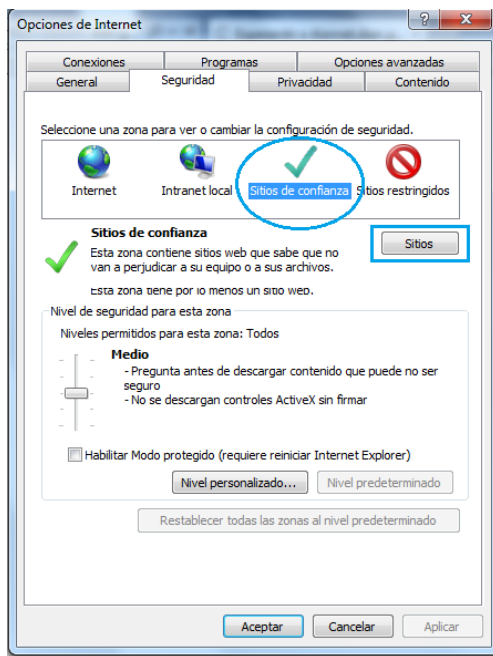 Opciones de Internet
Conexiones Programas Opciones avanzadas
General Seguridad Privacidad Contenido
Seleccione una zona para ver o cambiar la configuración de seguridad.
Internet Intranet local Sitios de confianza Sitios restringidos
Sitios de confianza
Sitios
Esta zona contiene sitios web que sabe que no
van a perjudicar a su equipo o a sus archivos.
Esta zona tiene por lo menos un sitio web.
Nivel de seguridad para esta zona
Niveles permitidos para esta zona: Todos
Medio
- Pregunta antes de descargar contenido que puede no ser
seguro
- No se descargan controles ActiveX sin firmar
Habilitar Modo protegido (requiere reiniciar Internet Explorer)
Nivel personalizado... Nivel predeterminado
Restablecer todas las zonas al nivel predeterminado
Aceptar Cancelar Aplicar